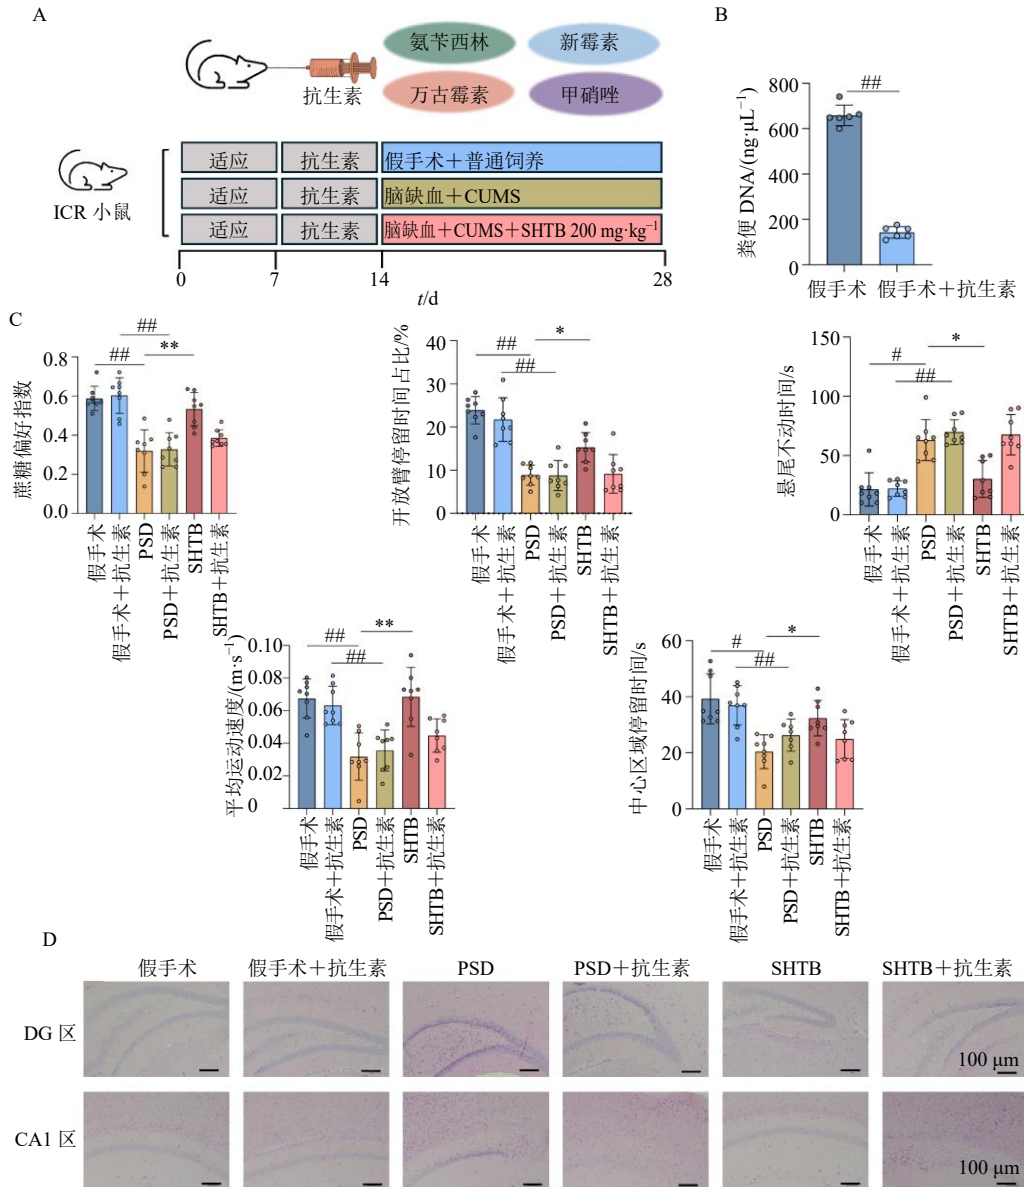 A
氨苄西林
新霉素
抗生素
万古霉素
甲硝唑
ICR 小鼠
适应
抗生素
假手术＋普通饲养
适应
抗生素
脑缺血＋CUMS
适应
抗生素
脑缺血＋CUMS＋SHTB 200 mg·kg⁻¹
0
7
14
28
t/d
B
粪便 DNA/(ng·μL⁻¹)
800
600
400
200
0
##
假手术
假手术＋抗生素
C
蔗糖偏好指数
0.8
0.6
0.4
0.2
0.0
##
##
**
假手术
假手术＋抗生素
PSD
PSD＋抗生素
SHTB
SHTB＋抗生素
开放臂停留时间占比/%
40
30
20
10
0
##
##
*
假手术
假手术＋抗生素
PSD
PSD＋抗生素
SHTB
SHTB＋抗生素
悬尾不动时间/s
150
100
50
0
#
##
*
假手术
假手术＋抗生素
PSD
PSD＋抗生素
SHTB
SHTB＋抗生素
平均运动速度/(m·s⁻¹)
0.10
0.08
0.06
0.04
0.02
0
##
##
**
假手术
假手术＋抗生素
PSD
PSD＋抗生素
SHTB
SHTB＋抗生素
中心区域停留时间/s
60
40
20
0
#
##
*
假手术
假手术＋抗生素
PSD
PSD＋抗生素
SHTB
SHTB＋抗生素
D
假手术
假手术＋抗生素
PSD
PSD＋抗生素
SHTB
SHTB＋抗生素
DG 区
100 μm
CA1 区
100 μm